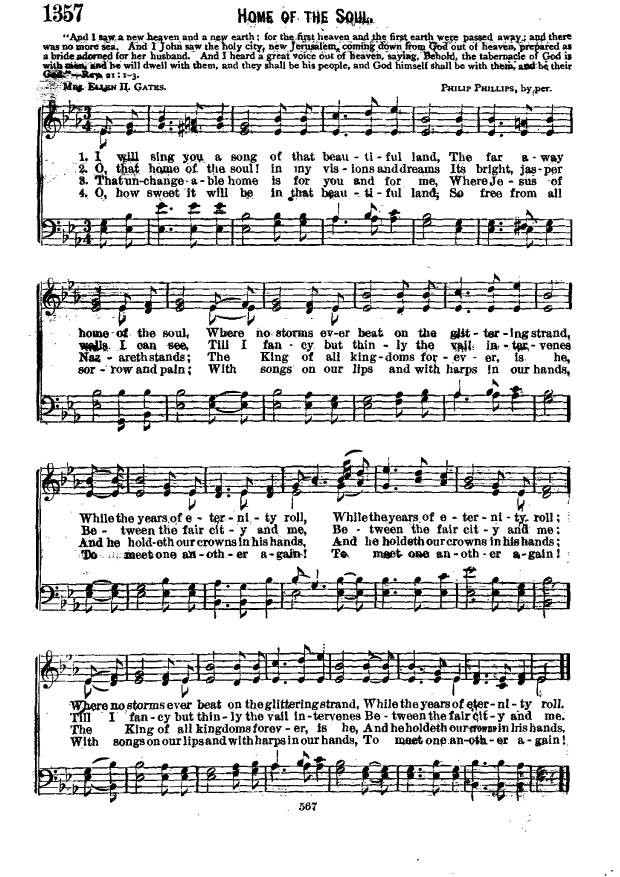 1357
HOME OF THE SOUL.
"And I saw a new heaven and a new earth; for the first heaven and the first earth were passed away; and there
was no more sea. And I John saw the holy city, new Jerusalem, coming down from God out of heaven, prepared as
a bride adorned for her husband. And I heard a great voice out of heaven, saying, Behold, the tabernacle of God is
with men, and he will dwell with them, and they shall be his people, and God himself shall be with them, and be their
God."—Rev. 21: 1-3.
MRS. ELLEN H. GATES. PHILIP PHILLIPS, by per.
3/4
1. I will sing you a song of that beau - ti - ful land, The far a - way
2. O, that home of the soul! in my vis - ions and dreams Its bright, jas - per
3. That un - change - a - ble home is for you and for me, Where Je - sus of
4. O, how sweet it will be in that beau - ti - ful land, So free from all
3/4
home of the soul, Where no storms ev - er beat on the glit - ter - ing strand,
walls I can see, Till I fan - cy but thin - ly the vail in - ter - venes
Naz - areth stands; The King of all king - doms for - ev - er, is he,
sor - row and pain; With songs on our lips and with harps in our hands,
While the years of e - ter - ni - ty roll, While the years of e - ter - ni - ty roll;
Be - tween the fair cit - y and me, Be - tween the fair cit - y and me;
And he hold - eth our crowns in his hands, And he holdeth our crowns in his hands;
To meet one an - oth - er a - gain! To meet one an - oth - er a - gain!
Where no storms ever beat on the glittering strand, While the years of eter - ni - ty roll.
Till I fan - cy but thin - ly the vail in - tervenes Be - tween the fair cit - y and me.
The King of all kingdoms forev - er, is he, And he holdeth our crowns in his hands.
With songs on our lips and with harps in our hands, To meet one an - oth - er a - gain!
567